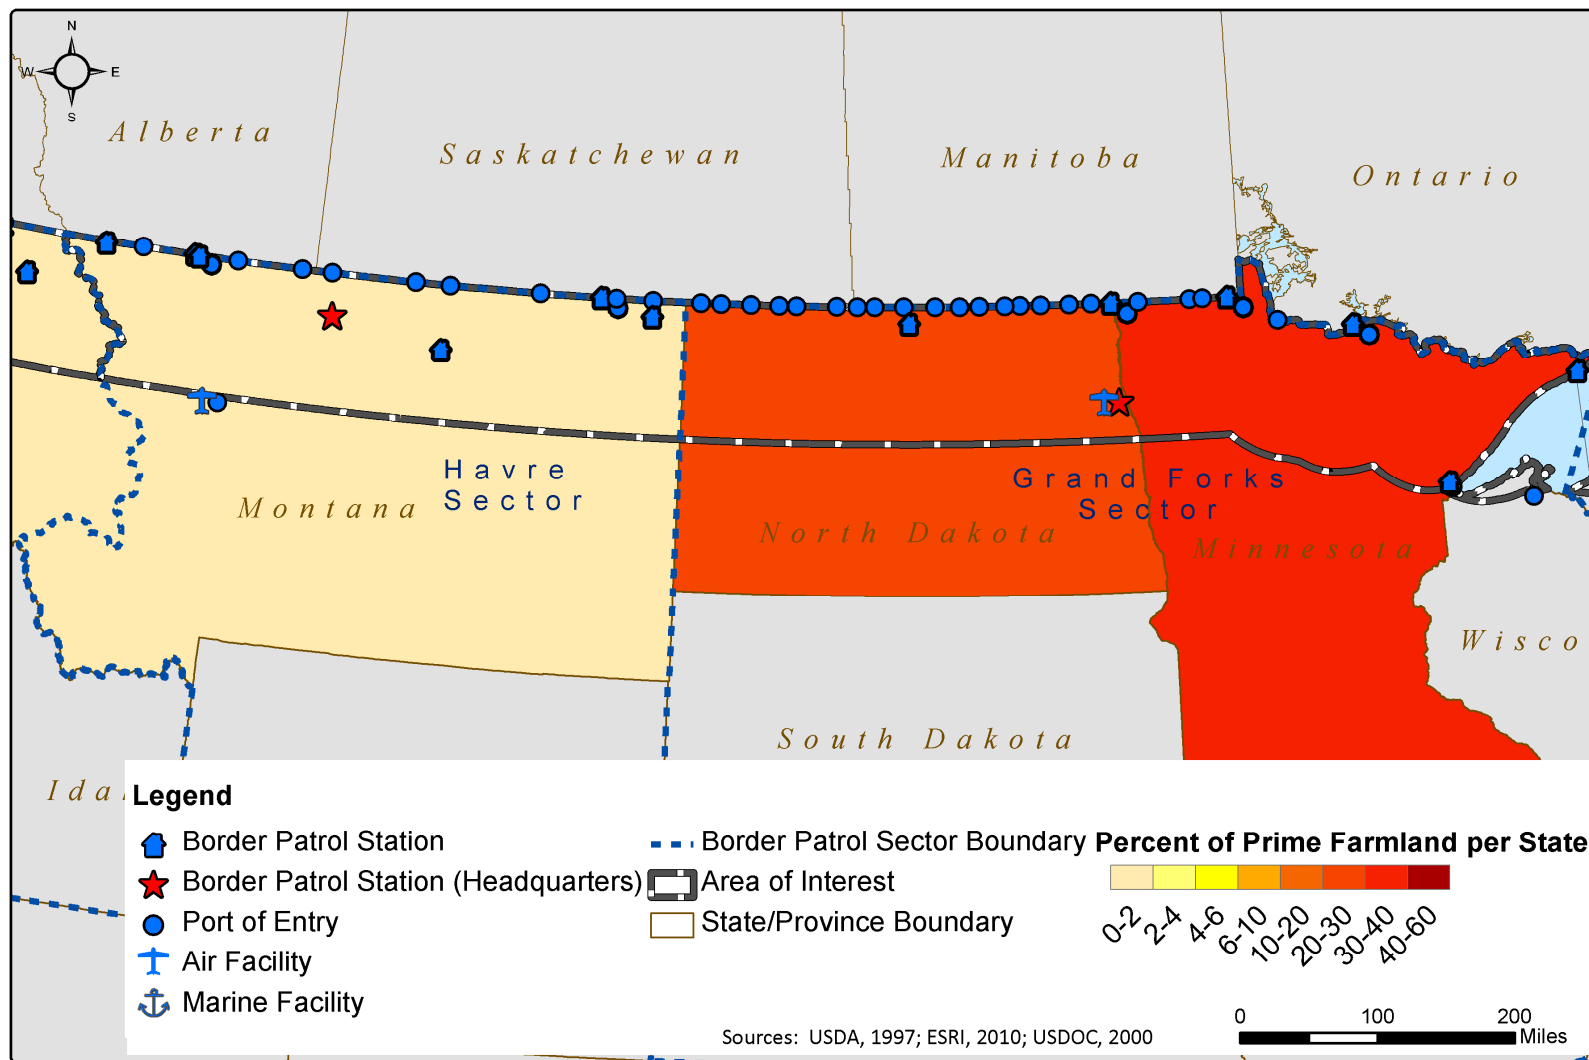 N
W E
S
Alberta
Saskatchewan
Manitoba
Ontario
Havre
Sector
Montana
Grand Forks
Sector
North Dakota
Minnesota
Wisco
South Dakota
Ida
Legend
Border Patrol Station
Border Patrol Station (Headquarters)
Port of Entry
Air Facility
Marine Facility
Border Patrol Sector Boundary
Area of Interest
State/Province Boundary
Percent of Prime Farmland per State
0-2
2-4
4-6
6-10
10-20
20-30
30-40
40-60
0 100 200
Miles
Sources: USDA, 1997; ESRI, 2010; USDOC, 2000